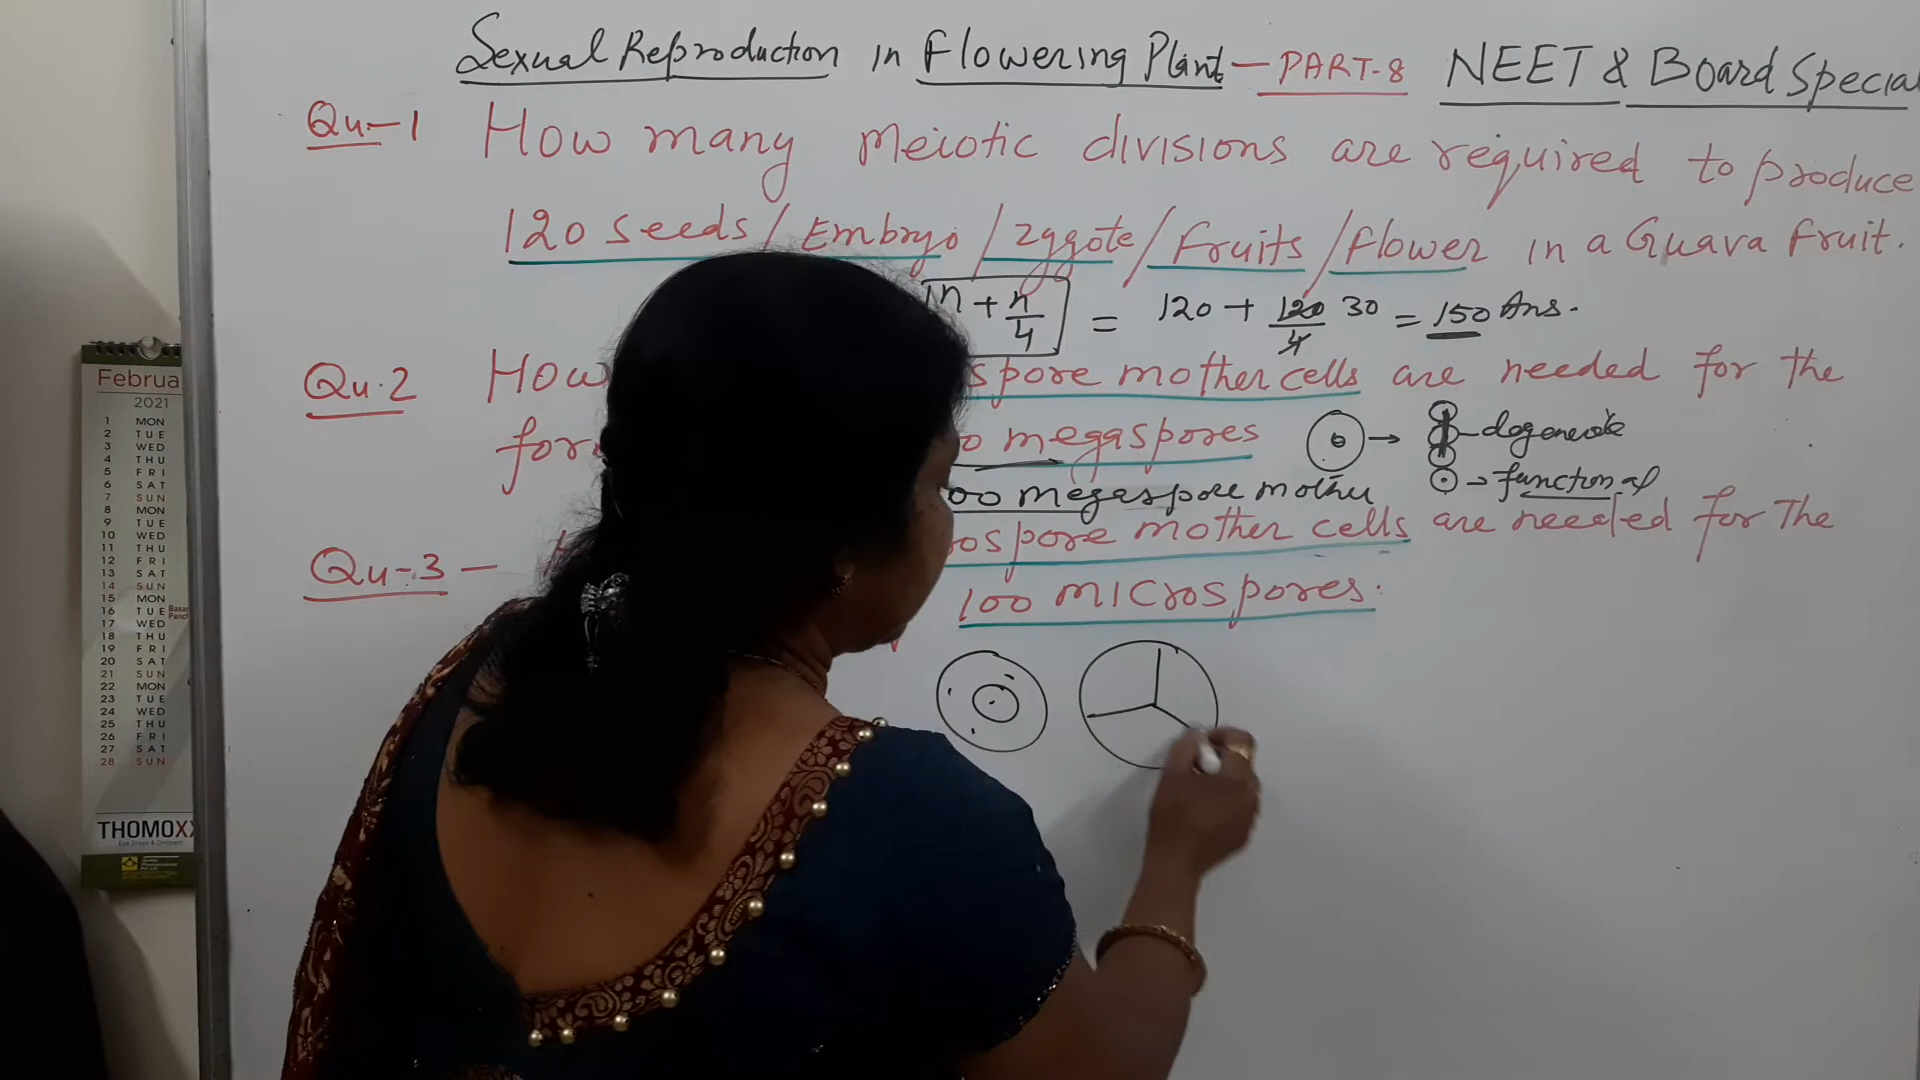 Sexual Reproduction in Flowering Plant - PART-8 NEET & Board Special
Qu-1 How many meiotic divisions are required to produce
120 Seeds / Embryo / zygote / Fruits / Flower in a Guava fruit.
n + n/4 = 120 + 120/4 30 = 150 Ans.
Qu.2 How spore mother cells are needed for the
for 0 megaspores → degenerate
→ functional
00 megaspore mother
Qu-3 - ospore mother cells are needed for the
100 microspores.
Februa
2021
1 MON
2 TUE
3 WED
4 THU
5 FRI
6 SAT
7 SUN
8 MON
9 TUE
10 WED
11 THU
12 FRI
13 SAT
14 SUN
15 MON
16 TUE Basan Panch
17 WED
18 THU
19 FRI
20 SAT
21 SUN
22 MON
23 TUE
24 WED
25 THU
26 FRI
27 SAT
28 SUN
THOMOXX